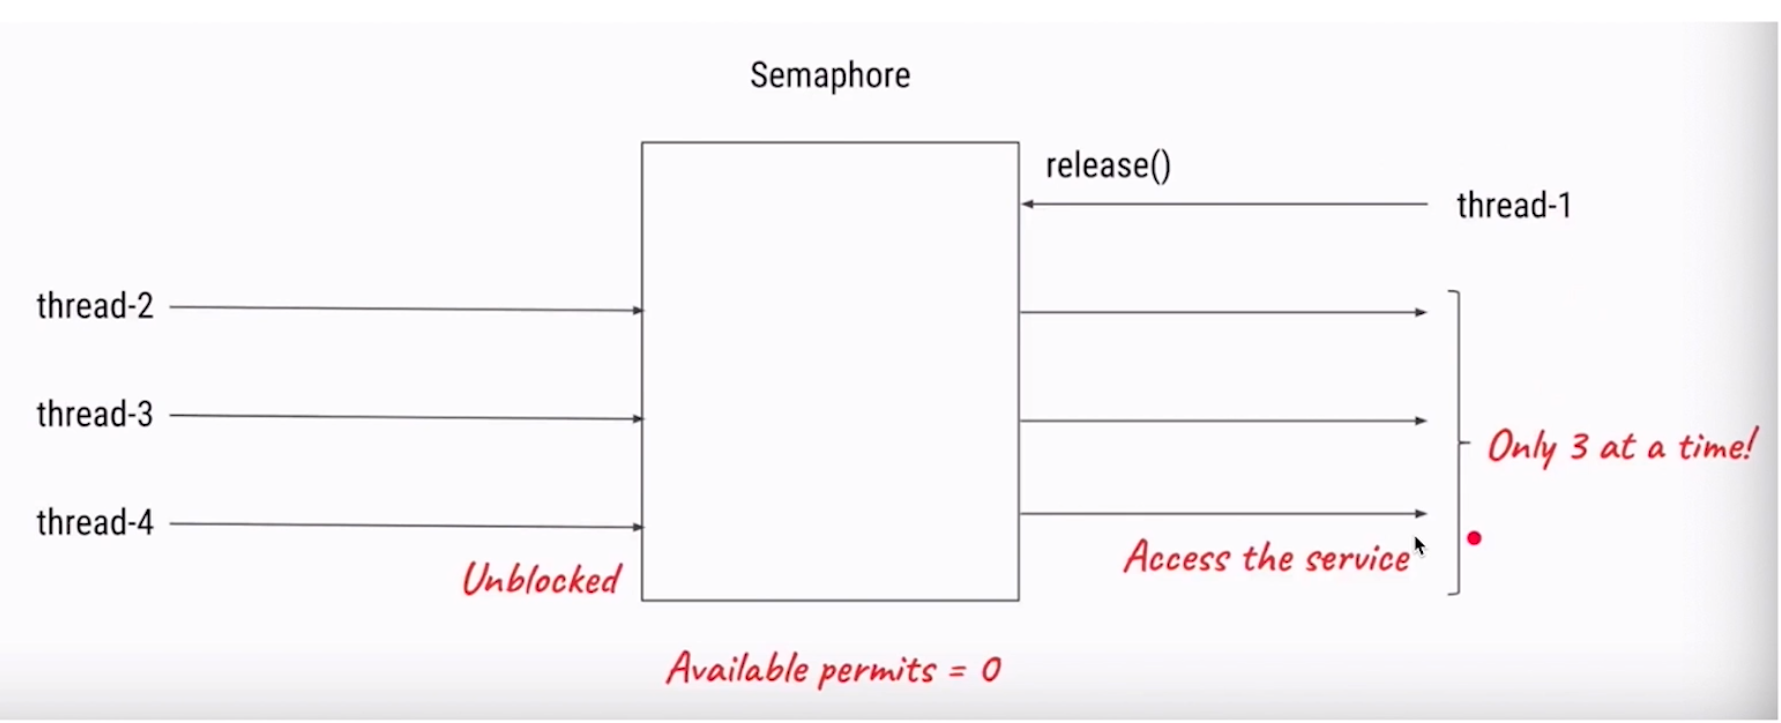 Semaphore
release()
thread-1
thread-2
thread-3
Only 3 at a time!
thread-4
Access the service
Unblocked
Available permits = 0